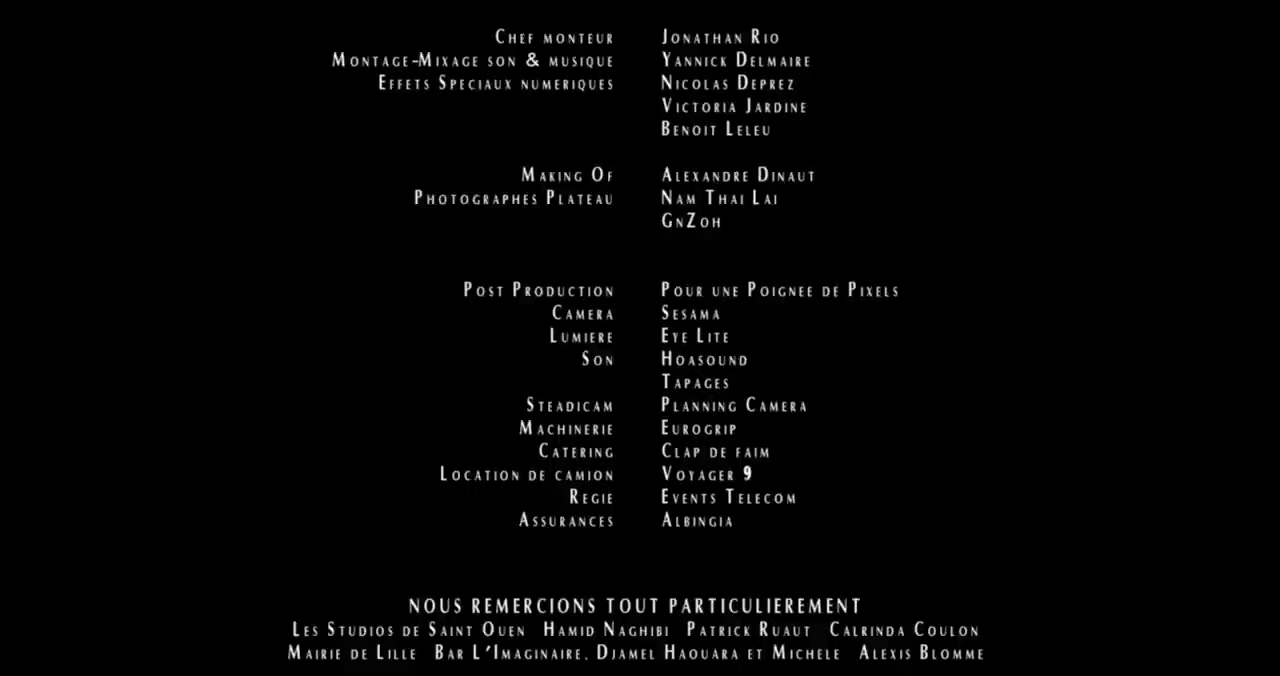 Chef monteur Jonathan Rio
Montage-Mixage son & musique Yannick Delmaire
Effets Speciaux numeriques Nicolas Deprez
Victoria Jardine
Benoit Leleu
Making Of Alexandre Dinaut
Photographes Plateau Nam Thai Lai
GnZoh
Post Production Pour une Poignee de Pixels
Camera Sesama
Lumiere Eye Lite
Son Hoasound
Tapages
Steadicam Planning Camera
Machinerie Eurogrip
Catering Clap de faim
Location de camion Voyager 9
Regie Events Telecom
Assurances Albingia
NOUS REMERCIONS TOUT PARTICULIEREMENT
Les Studios de Saint Ouen Hamid Naghibi Patrick Ruaut Calrinda Coulon
Mairie de Lille Bar L'Imaginaire, Djamel Haouara et Michele Alexis Blomme